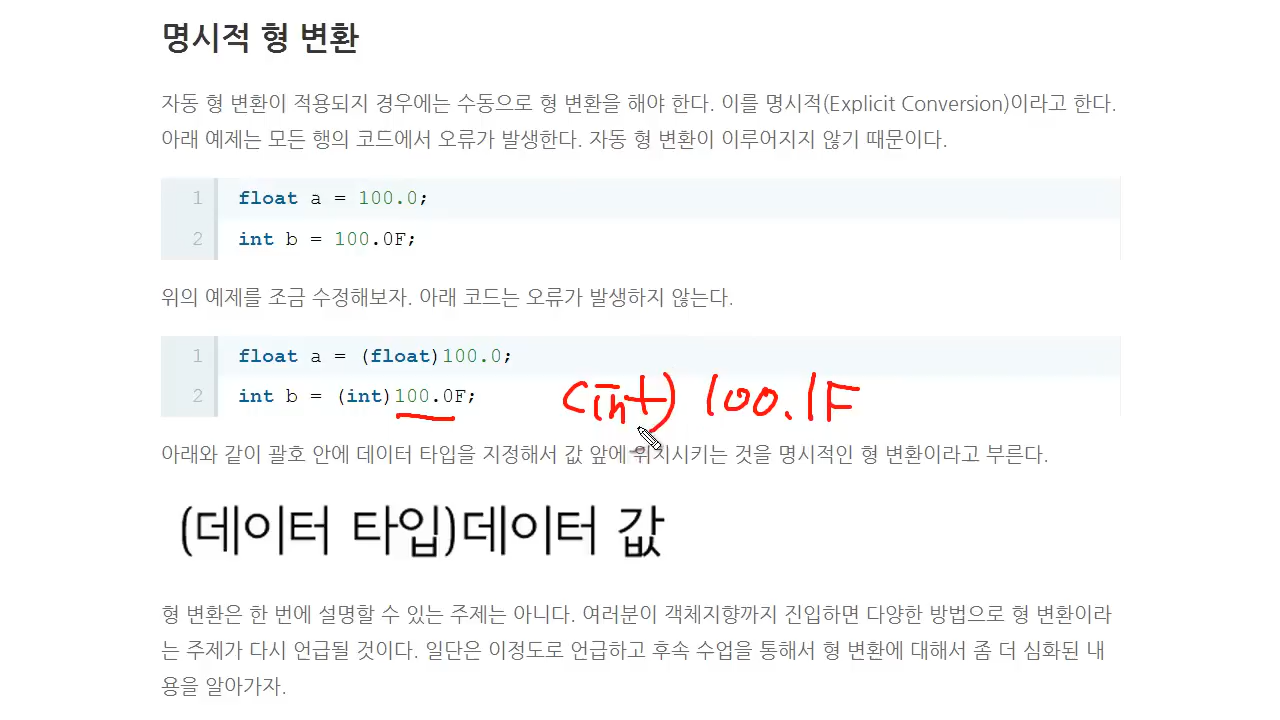 명시적 형 변환
자동 형 변환이 적용되지 경우에는 수동으로 형 변환을 해야 한다. 이를 명시적(Explicit Conversion)이라고 한다.
아래 예제는 모든 행의 코드에서 오류가 발생한다. 자동 형 변환이 이루어지지 않기 때문이다.
1 float a = 100.0;
2 int b = 100.0F;
위의 예제를 조금 수정해보자. 아래 코드는 오류가 발생하지 않는다.
1 float a = (float)100.0;
2 int b = (int)100.0F; (int) 100.1F
아래와 같이 괄호 안에 데이터 타입을 지정해서 값 앞에 위치시키는 것을 명시적인 형 변환이라고 부른다.
(데이터 타입)데이터 값
형 변환은 한 번에 설명할 수 있는 주제는 아니다. 여러분이 객체지향까지 진입하면 다양한 방법으로 형 변환이라
는 주제가 다시 언급될 것이다. 일단은 이정도로 언급하고 후속 수업을 통해서 형 변환에 대해서 좀 더 심화된 내
용을 알아가자.